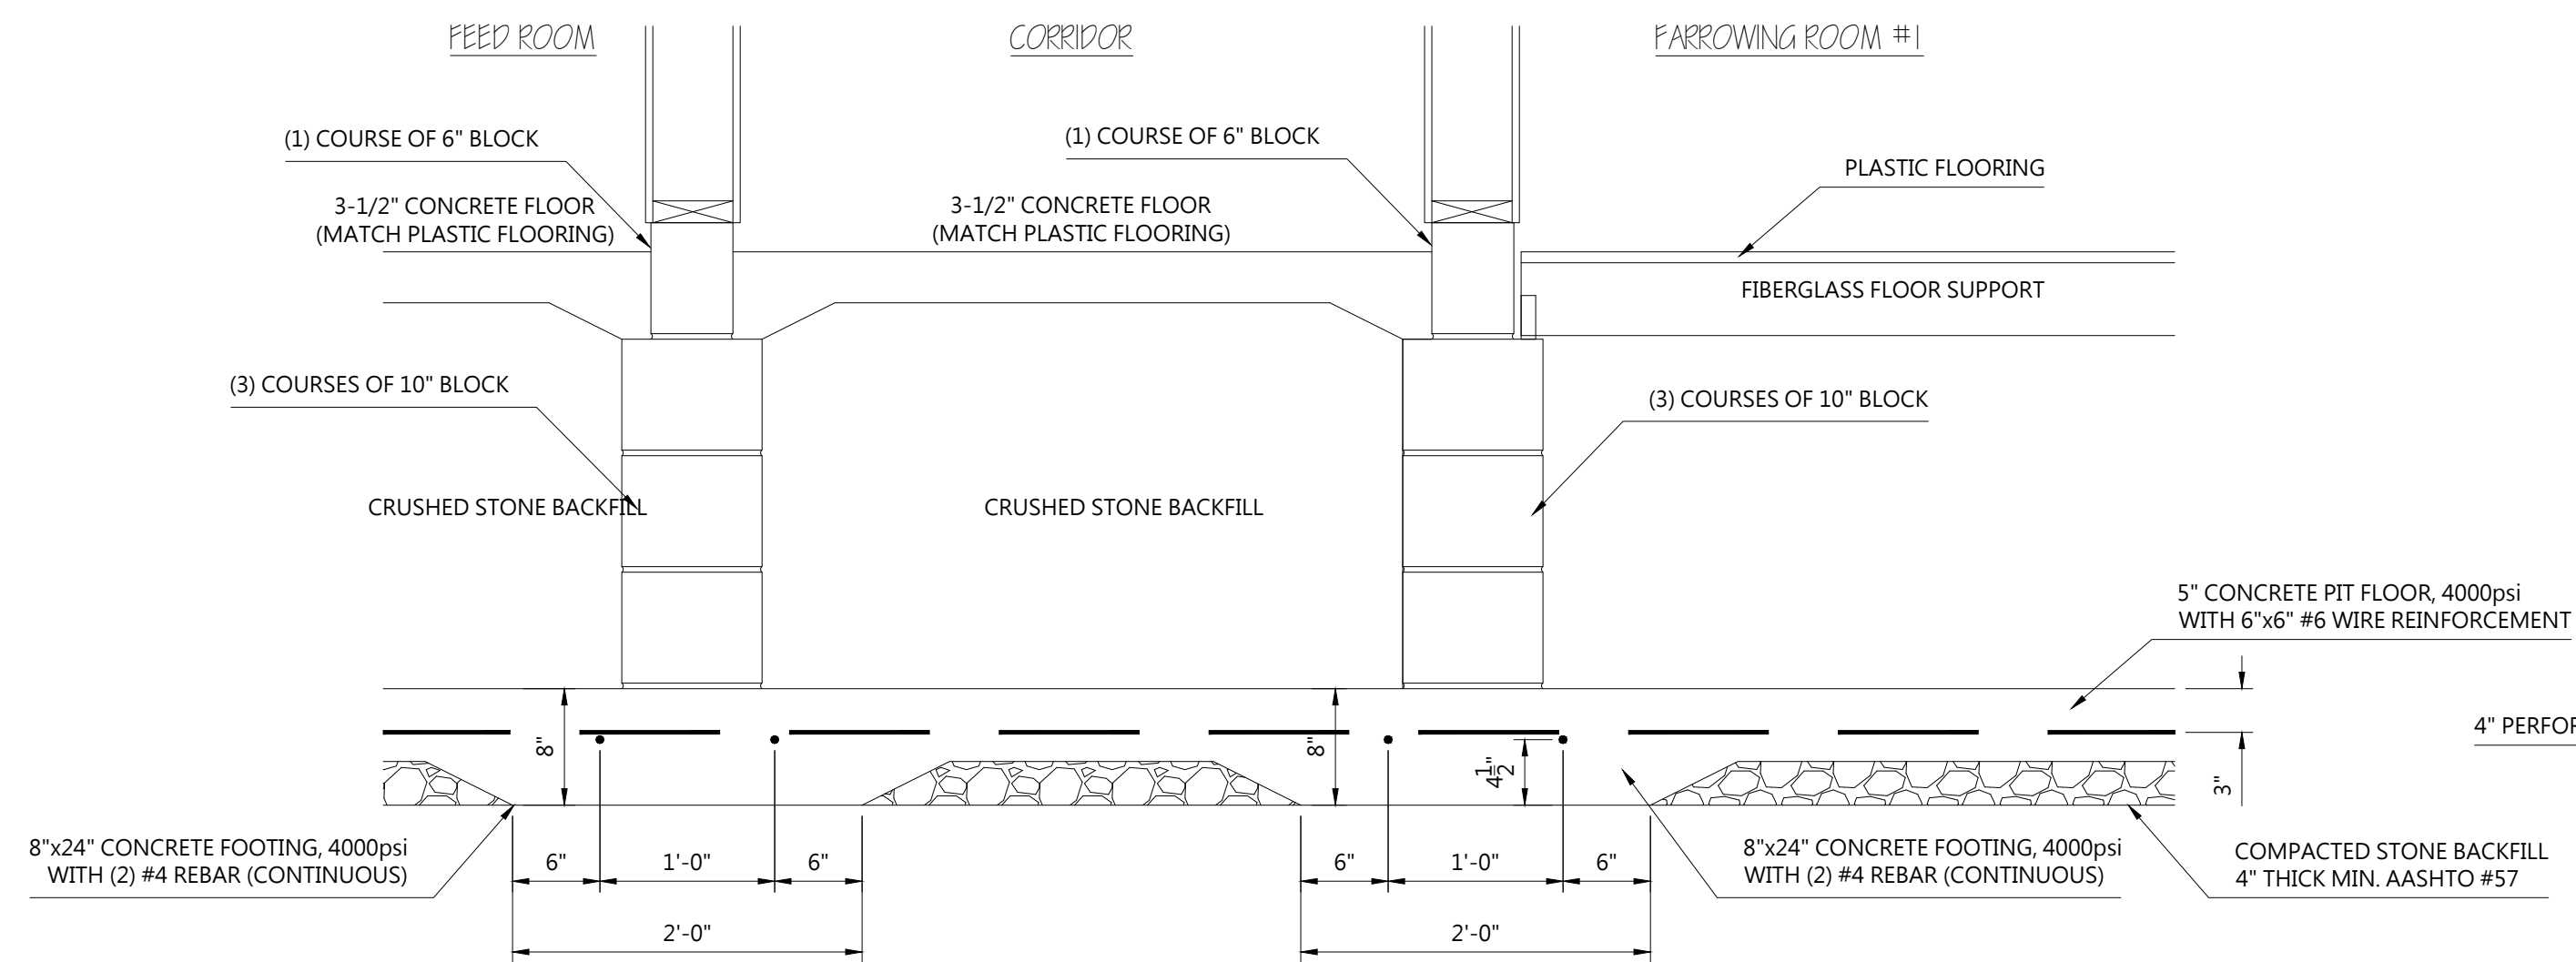 FEED ROOM
CORRIDOR
FARROWING ROOM #1
(1) COURSE OF 6" BLOCK
(1) COURSE OF 6" BLOCK
PLASTIC FLOORING
3-1/2" CONCRETE FLOOR
(MATCH PLASTIC FLOORING)
3-1/2" CONCRETE FLOOR
(MATCH PLASTIC FLOORING)
FIBERGLASS FLOOR SUPPORT
(3) COURSES OF 10" BLOCK
(3) COURSES OF 10" BLOCK
CRUSHED STONE BACKFILL
CRUSHED STONE BACKFILL
5" CONCRETE PIT FLOOR, 4000psi
WITH 6"x6" #6 WIRE REINFORCEMENT
4" PERFOR
8"
8"
4 1/2"
3"
8"x24" CONCRETE FOOTING, 4000psi
WITH (2) #4 REBAR (CONTINUOUS)
6"
1'-0"
6"
6"
1'-0"
6"
8"x24" CONCRETE FOOTING, 4000psi
WITH (2) #4 REBAR (CONTINUOUS)
COMPACTED STONE BACKFILL
4" THICK MIN. AASHTO #57
2'-0"
2'-0"